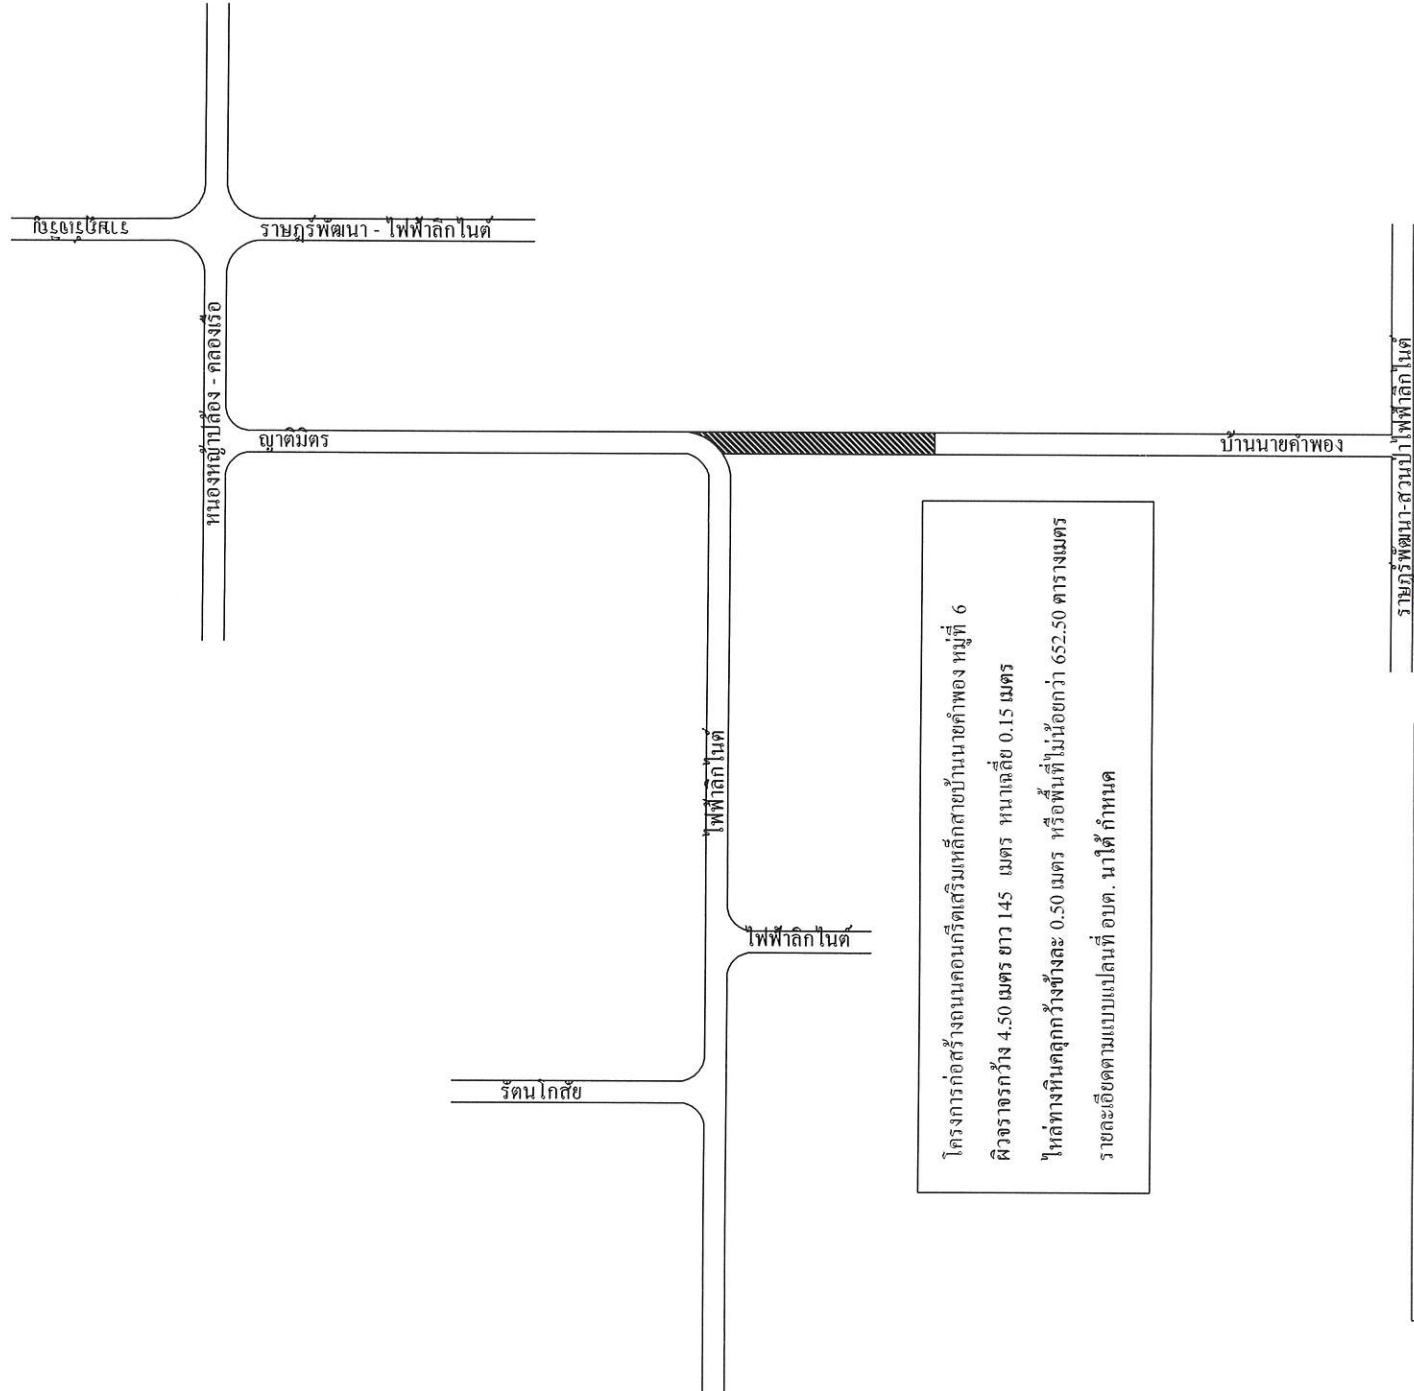 ราษฎร์เจริญ
ราษฎร์พัฒนา - ไฟฟ้าลิกไนต์
หนองหญ้าปล้อง - คลองเรือ
ญาติมิตร
บ้านนายคำพอง
ราษฎร์พัฒนา-สวนป่าไฟฟ้าลิกไนต์
ไฟฟ้าลิกไนต์
ไฟฟ้าลิกไนต์
รัตนโกสัย
โครงการก่อสร้างถนนคอนกรีตเสริมเหล็กสายบ้านนายคำพอง หมู่ที่ 6
ผิวจราจรกว้าง 4.50 เมตร ยาว 145 เมตร หนาเฉลี่ย 0.15 เมตร
ไหล่ทางหินคลุกกว้างข้างละ 0.50 เมตร หรือพื้นที่ไม่น้อยกว่า 652.50 ตารางเมตร
รายละเอียดตามแบบแปลนที่ อบต. นาใต้ กำหนด